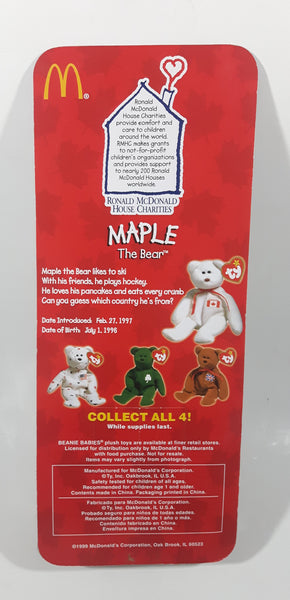 Ronald
McDonald
House Charities
provide comfort and
care to children
around the world.
RMHC makes grants
to not-for-profit
children's organizations
and provides support
to nearly 200 Ronald
McDonald Houses
worldwide.
RONALD MCDONALD
HOUSE CHARITIES
MAPLE
The Bear™
Maple the Bear likes to ski
With his friends, he plays hockey.
He loves his pancakes and eats every crumb
Can you guess which country he's from?
Date Introduced: Feb. 27, 1997
Date of Birth: July 1, 1996
COLLECT ALL 4!
While supplies last.
BEANIE BABIES® plush toys are available at finer retail stores.
Licensed for distribution only by McDonald's Restaurants
with food purchase. Not for resale.
Items may vary slightly from photograph.
Manufactured for McDonald's Corporation.
©Ty, Inc. Oakbrook, IL U.S.A.
Safety tested for children of all ages.
Recommended for children age 1 and older.
Contents made in China. Packaging printed in China.
Fabricado para McDonald's Corporation.
©Ty, Inc. Oakbrook, IL U.S.A.
Probado seguro para niños de todas edades.
Recomendado para niños de 1 año o más.
Contenido fabricado en China.
Envoltura impresa en China.
©1999 McDonald's Corporation, Oak Brook, IL 60523